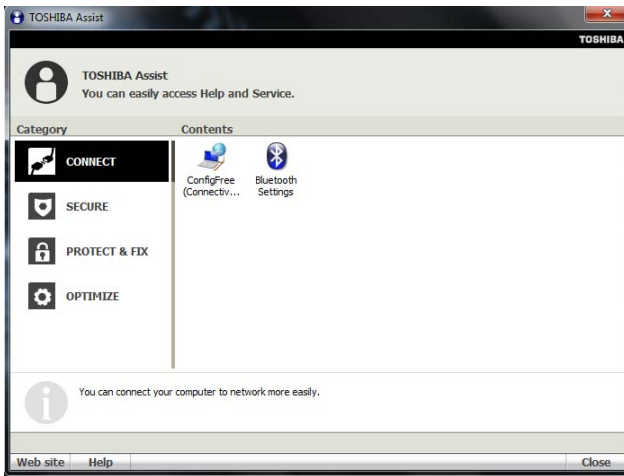 TOSHIBA Assist
TOSHIBA
TOSHIBA Assist
You can easily access Help and Service.
Category
Contents
CONNECT
SECURE
PROTECT & FIX
OPTIMIZE
ConfigFree
(Connectiv...
Bluetooth
Settings
You can connect your computer to network more easily.
Web site
Help
Close